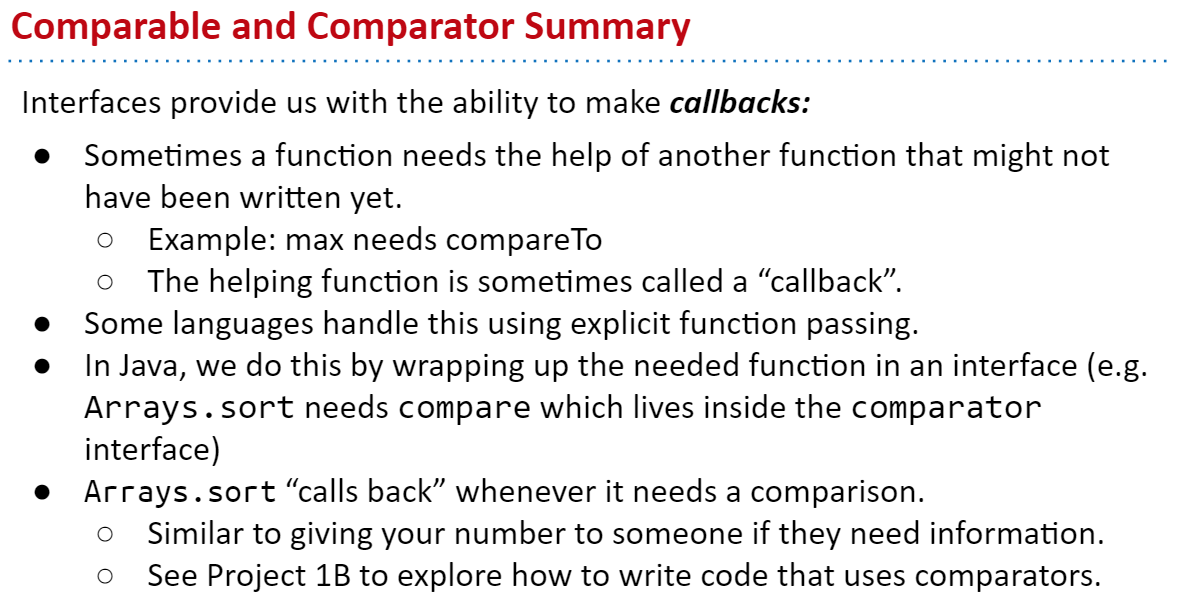 Comparable and Comparator Summary
Interfaces provide us with the ability to make callbacks:
● Sometimes a function needs the help of another function that might not
have been written yet.
○ Example: max needs compareTo
○ The helping function is sometimes called a “callback”.
● Some languages handle this using explicit function passing.
● In Java, we do this by wrapping up the needed function in an interface (e.g.
Arrays.sort needs compare which lives inside the comparator
interface)
● Arrays.sort “calls back” whenever it needs a comparison.
○ Similar to giving your number to someone if they need information.
○ See Project 1B to explore how to write code that uses comparators.